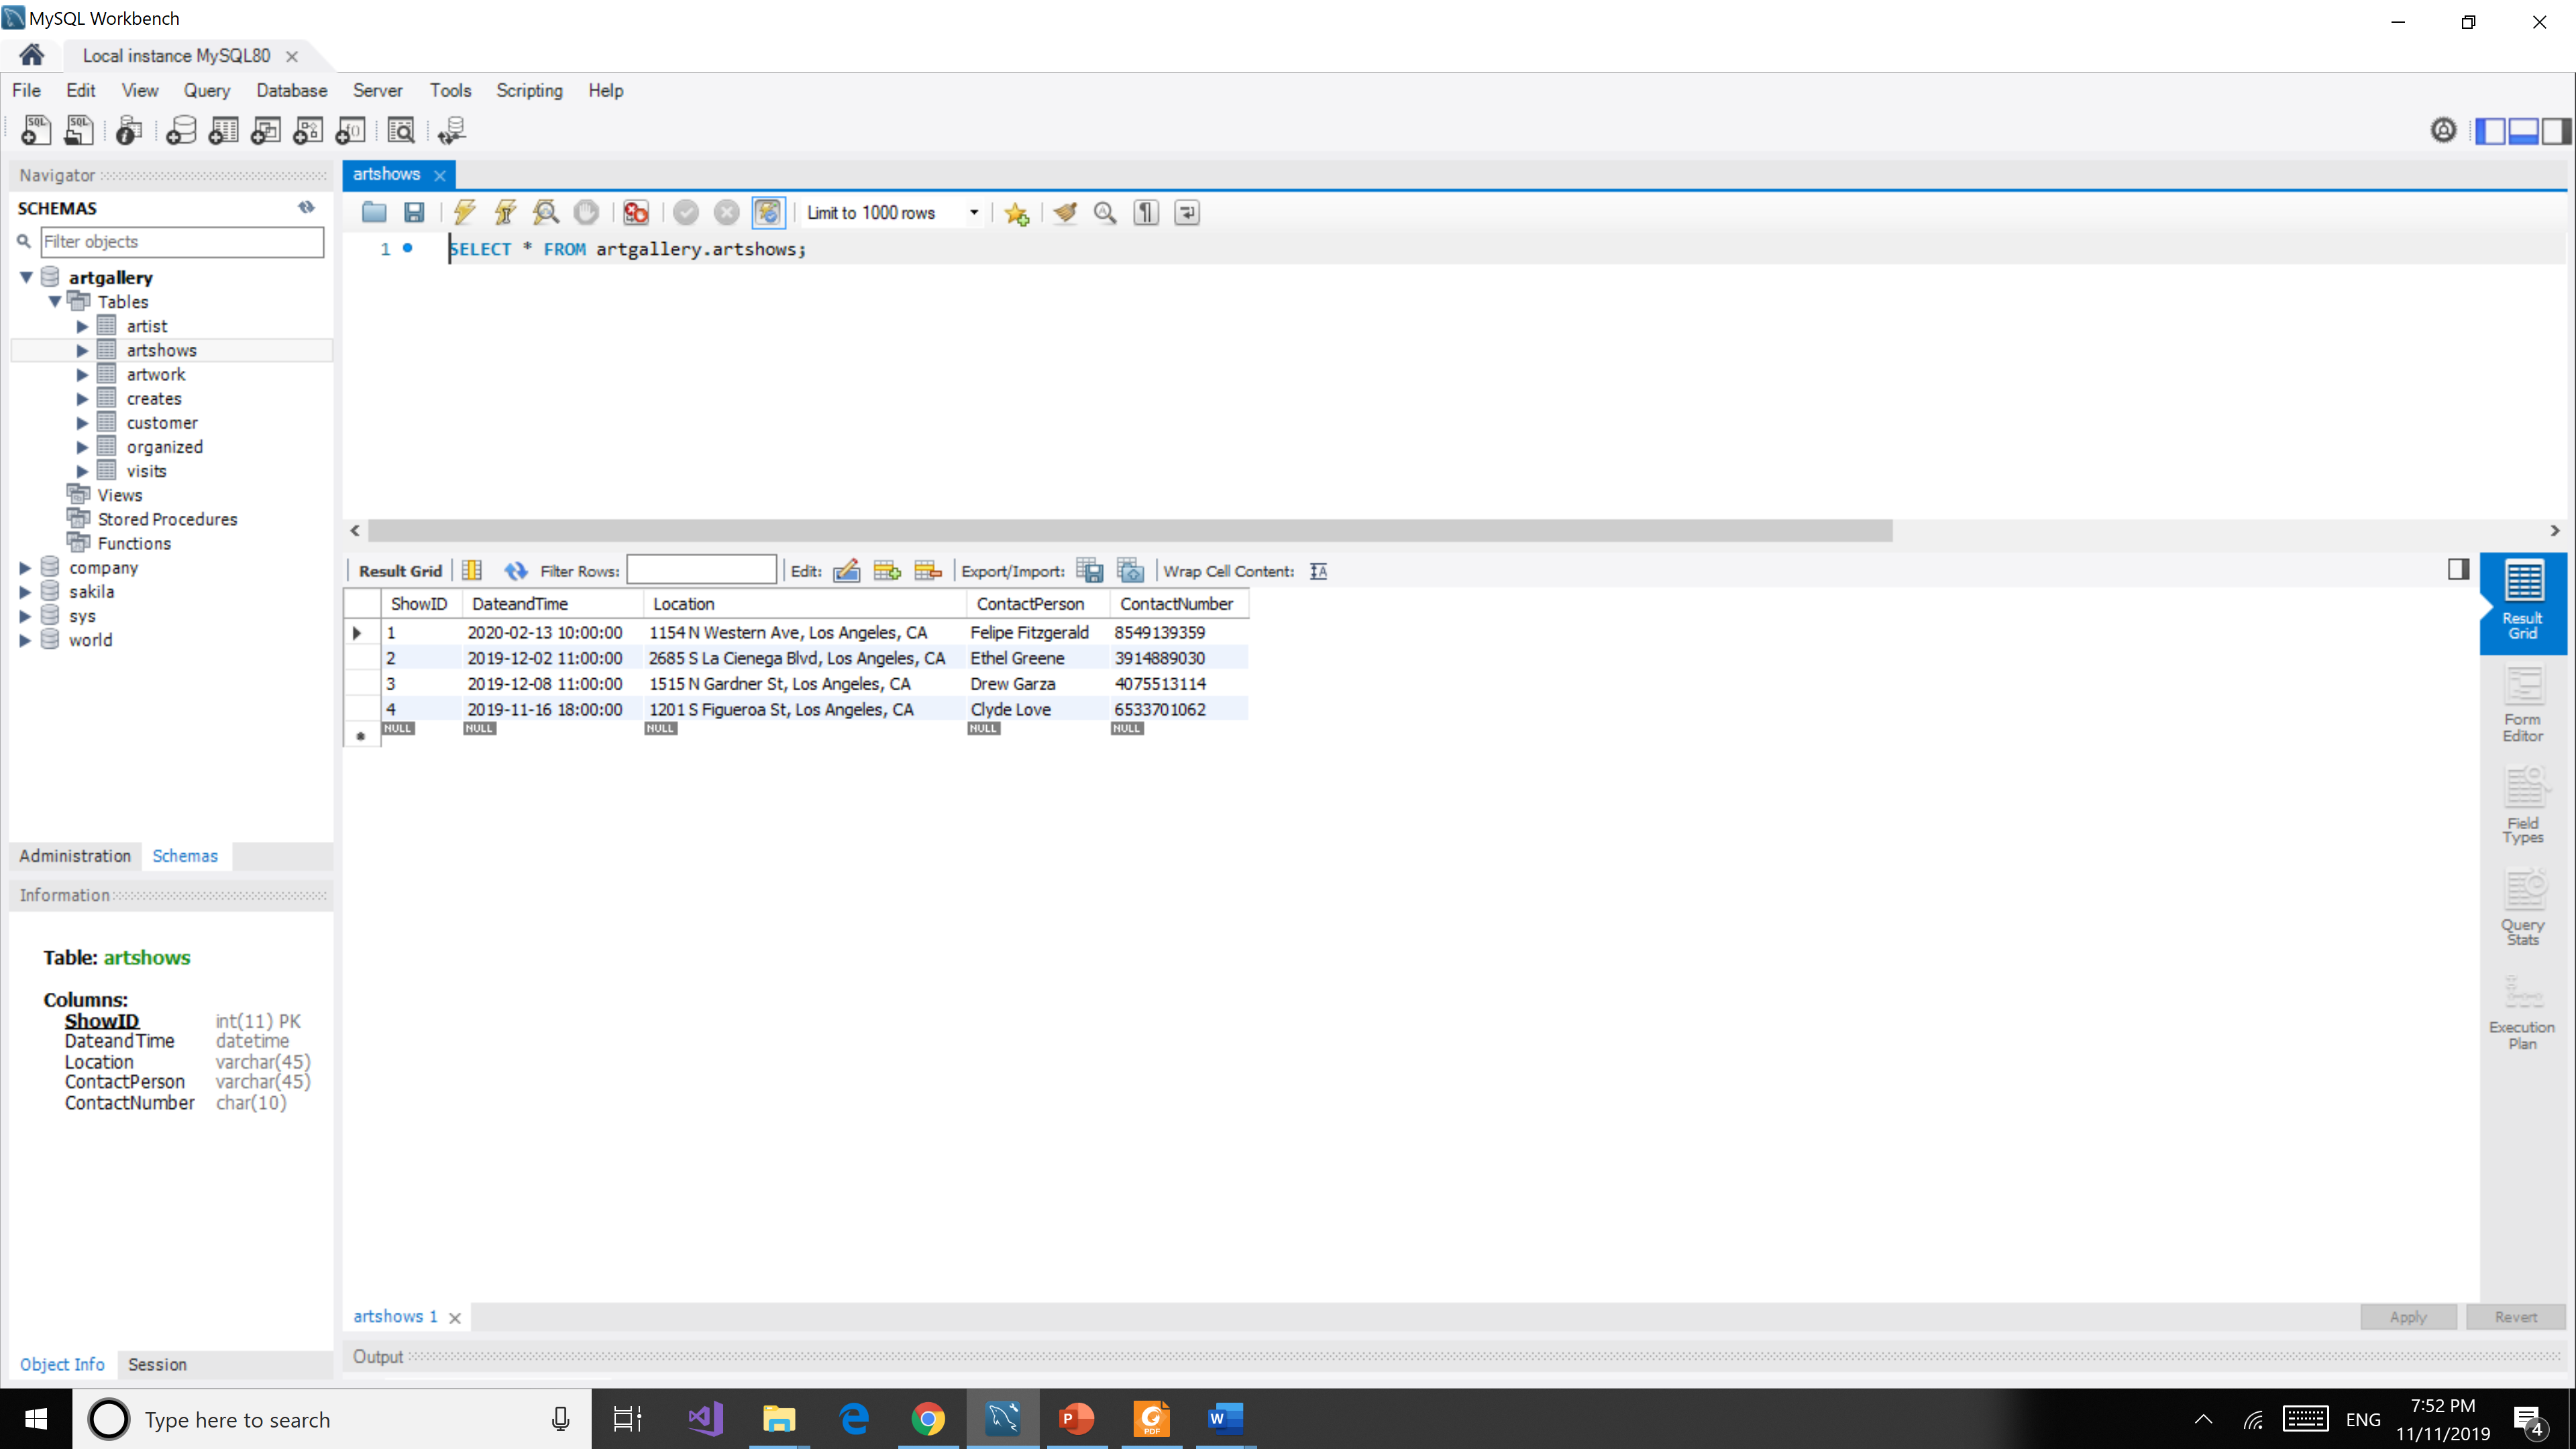 MySQL Workbench
Local instance MySQL80
File Edit View Query Database Server Tools Scripting Help
Navigator
SCHEMAS
Filter objects
artgallery
Tables
artist
artshows
artwork
creates
customer
organized
visits
Views
Stored Procedures
Functions
company
sakila
sys
world
Administration Schemas
Information
Table: artshows
Columns:
ShowID int(11) PK
DateandTime datetime
Location varchar(45)
ContactPerson varchar(45)
ContactNumber char(10)
Object Info Session
artshows
Limit to 1000 rows
1 SELECT * FROM artgallery.artshows;
Result Grid Filter Rows: Edit: Export/Import: Wrap Cell Content:
ShowID DateandTime Location ContactPerson ContactNumber
1 2020-02-13 10:00:00 1154 N Western Ave, Los Angeles, CA Felipe Fitzgerald 8549139359
2 2019-12-02 11:00:00 2685 S La Cienega Blvd, Los Angeles, CA Ethel Greene 3914889030
3 2019-12-08 11:00:00 1515 N Gardner St, Los Angeles, CA Drew Garza 4075513114
4 2019-11-16 18:00:00 1201 S Figueroa St, Los Angeles, CA Clyde Love 6533701062
NULL NULL NULL NULL NULL
Result
Grid
Form
Editor
Field
Types
Query
Stats
Execution
Plan
artshows 1
Apply Revert
Output
Type here to search
ENG
7:52 PM
11/11/2019
4